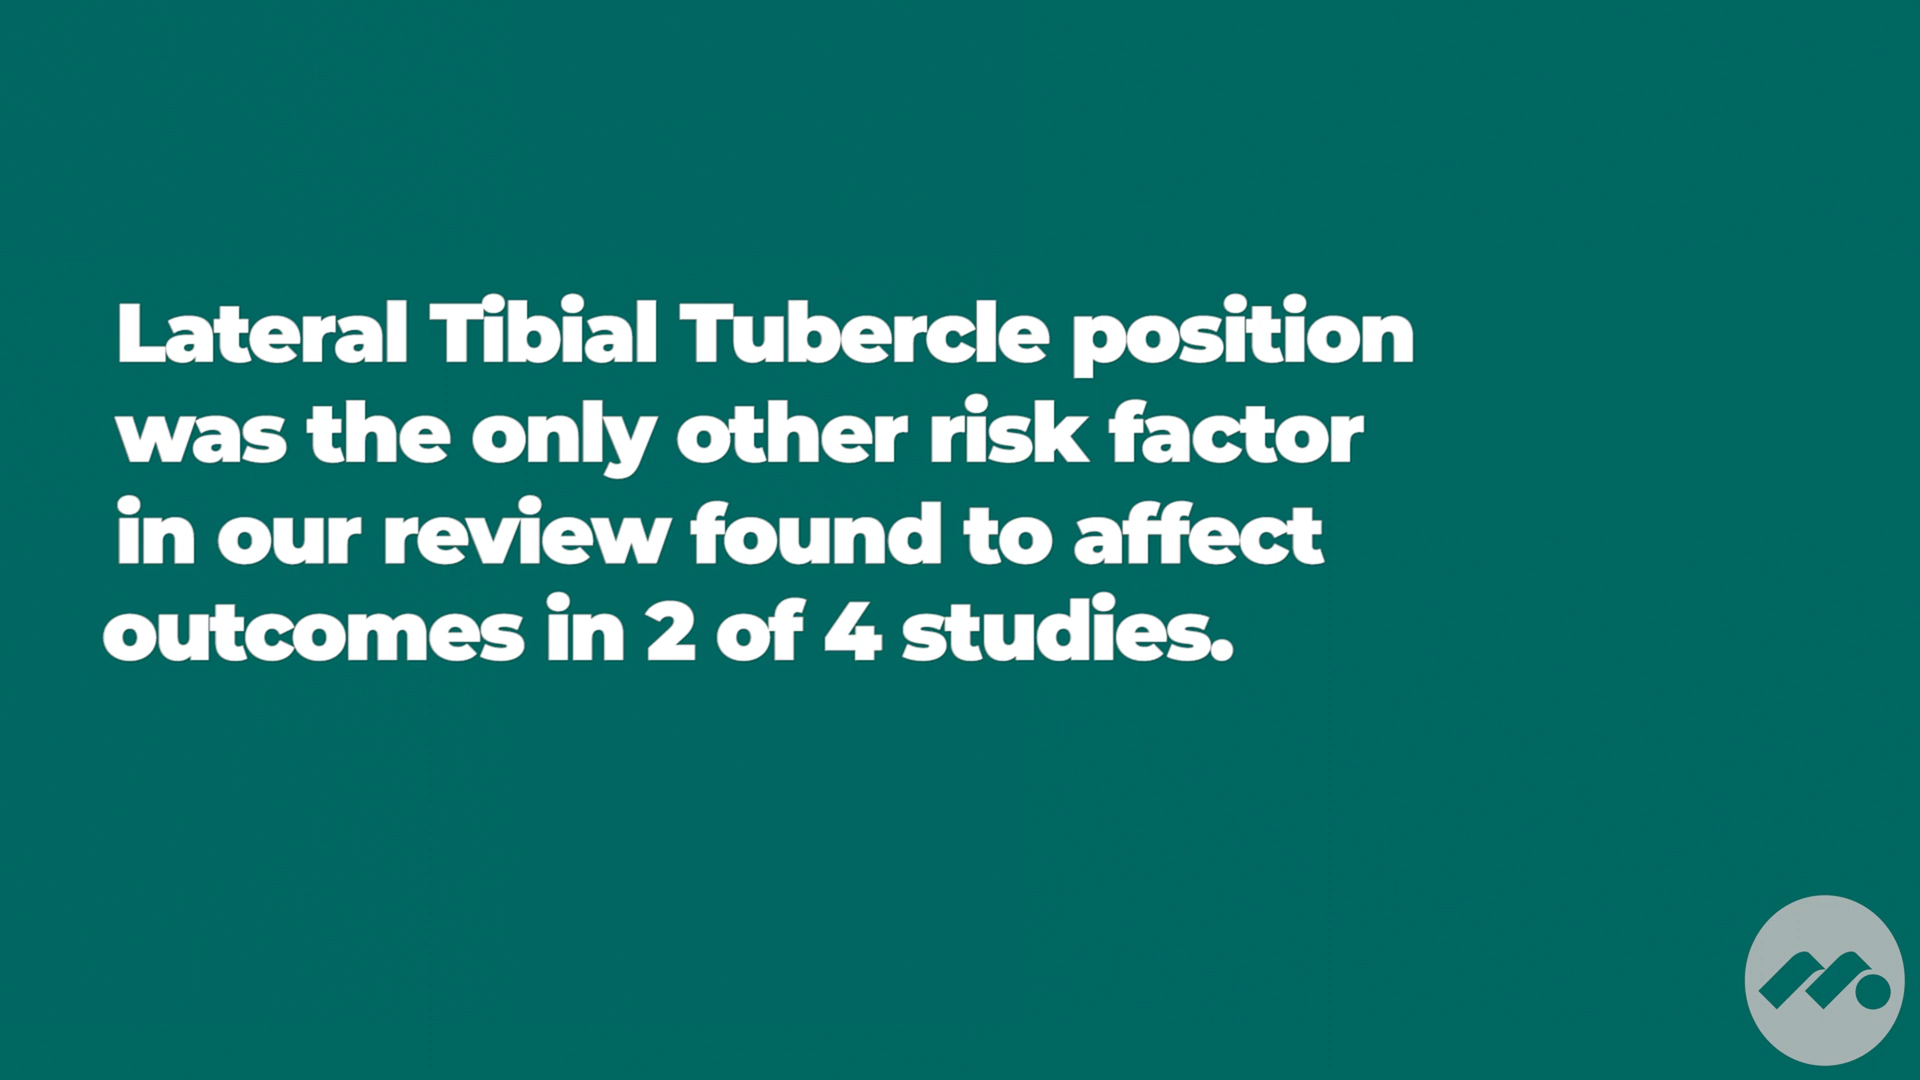 Lateral Tibial Tubercle position
was the only other risk factor
in our review found to affect
outcomes in 2 of 4 studies.